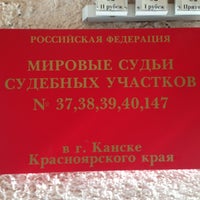 РОССИЙСКАЯ ФЕДЕРАЦИЯ
МИРОВЫЕ СУДЬИ
СУДЕБНЫХ УЧАСТКОВ
№ 37,38,39,40,147
в г. Канске
Красноярского края